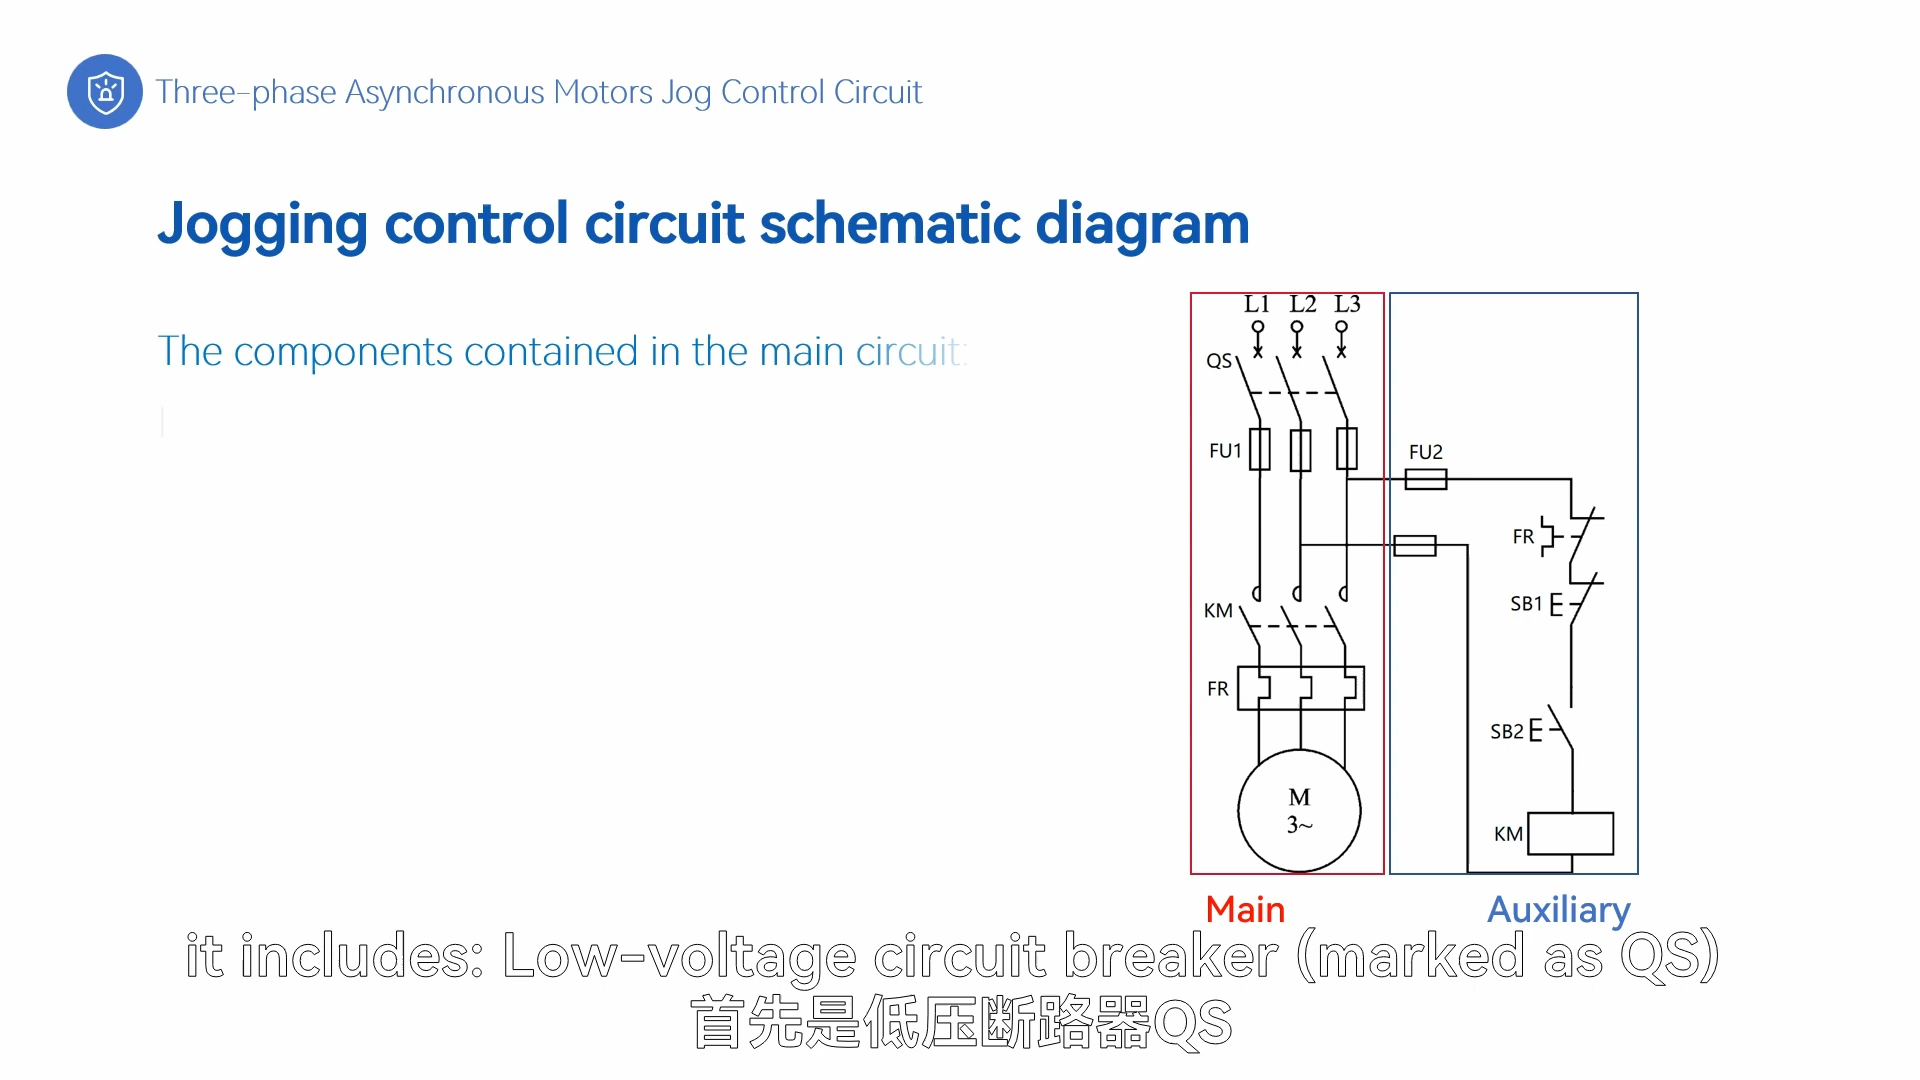 Three-phase Asynchronous Motors Jog Control Circuit
Jogging control circuit schematic diagram
The components contained in the main circuit:
L1 L2 L3
QS
FU1
FU2
FR
SB1
KM
FR
SB2
M
3~
KM
Main
Auxiliary
it includes: Low-voltage circuit breaker (marked as QS)
首先是低压断路器QS